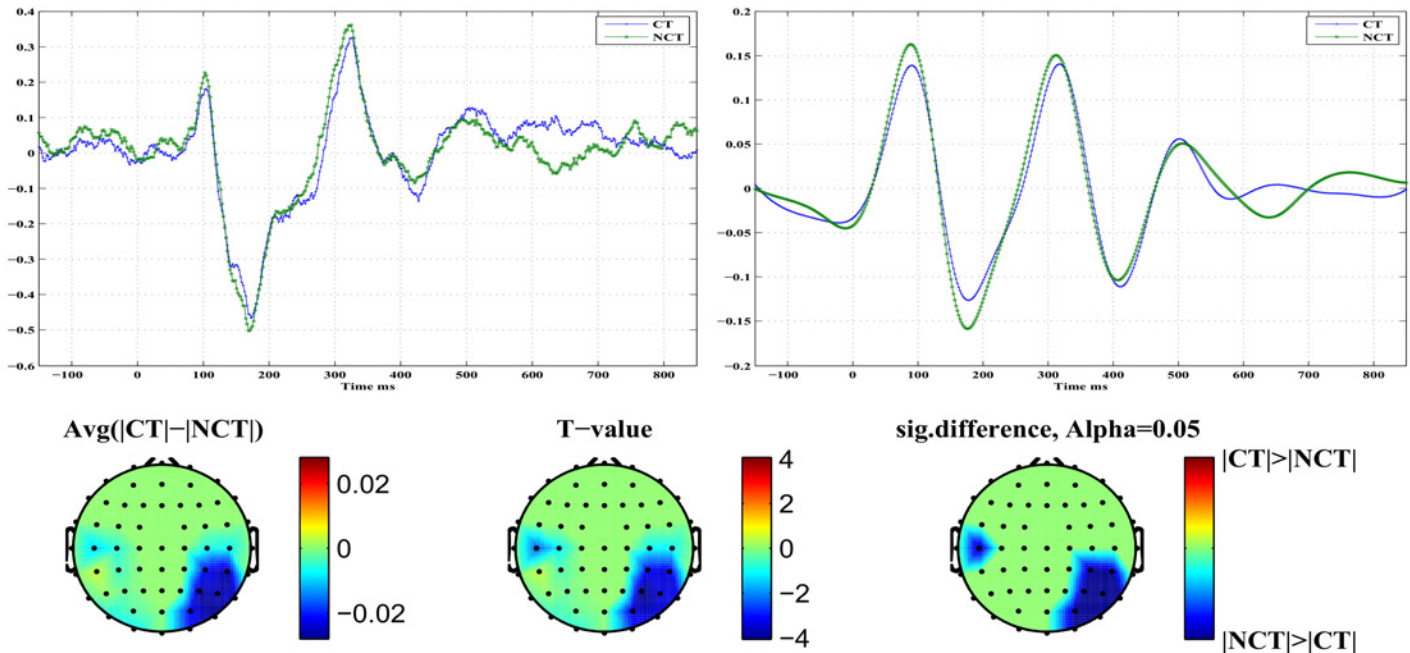 0.4
0.3
0.2
0.1
0
−0.1
−0.2
−0.3
−0.4
−0.5
−0.6
−100 0 100 200 300 400 500 600 700 800
Time ms
CT
NCT
0.2
0.15
0.1
0.05
0
−0.05
−0.1
−0.15
−0.2
−100 0 100 200 300 400 500 600 700 800
Time ms
CT
NCT
Avg(|CT|−|NCT|)
0.02
0
−0.02
T−value
4
2
0
−2
−4
sig.difference, Alpha=0.05
|CT|>|NCT|
|NCT|>|CT|